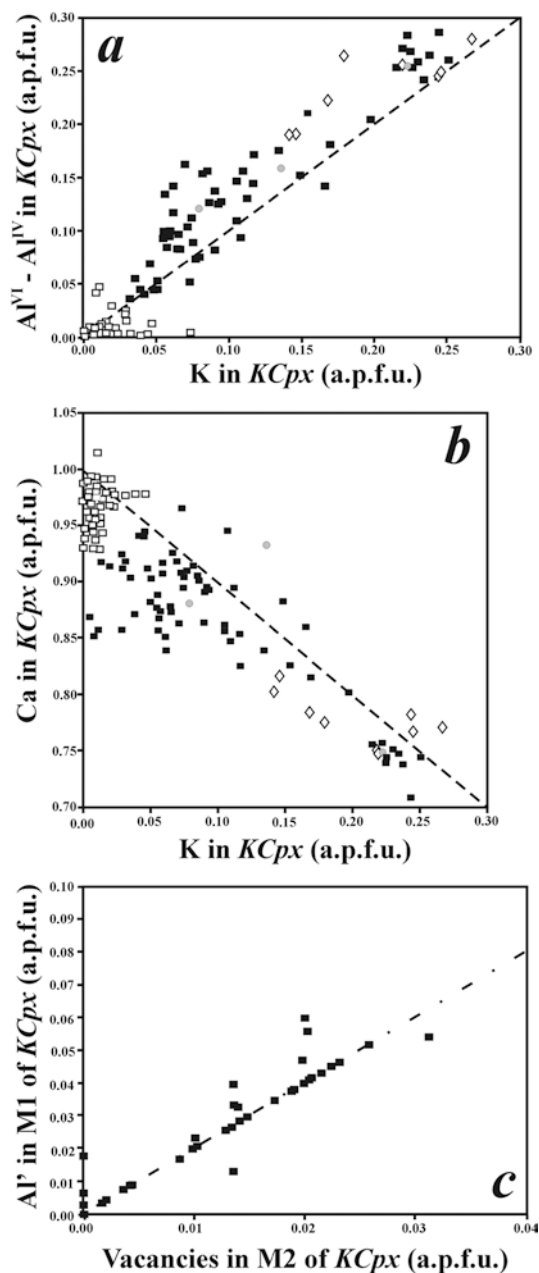 a
0.30
0.25
0.20
0.15
0.10
0.05
0.00
Al^VI - Al^IV in KCpx (a.p.f.u.)
0.00 0.05 0.10 0.15 0.20 0.25 0.30
K in KCpx (a.p.f.u.)
b
1.05
1.00
0.95
0.90
0.85
0.80
0.75
0.70
Ca in KCpx (a.p.f.u.)
0.00 0.05 0.10 0.15 0.20 0.25 0.30
K in KCpx (a.p.f.u.)
0.10
0.09
0.08
0.07
0.06
0.05
0.04
0.03
0.02
0.01
0.00
Al' in M1 of KCpx (a.p.f.u.)
c
0.00 0.01 0.02 0.03 0.04
Vacancies in M2 of KCpx (a.p.f.u.)